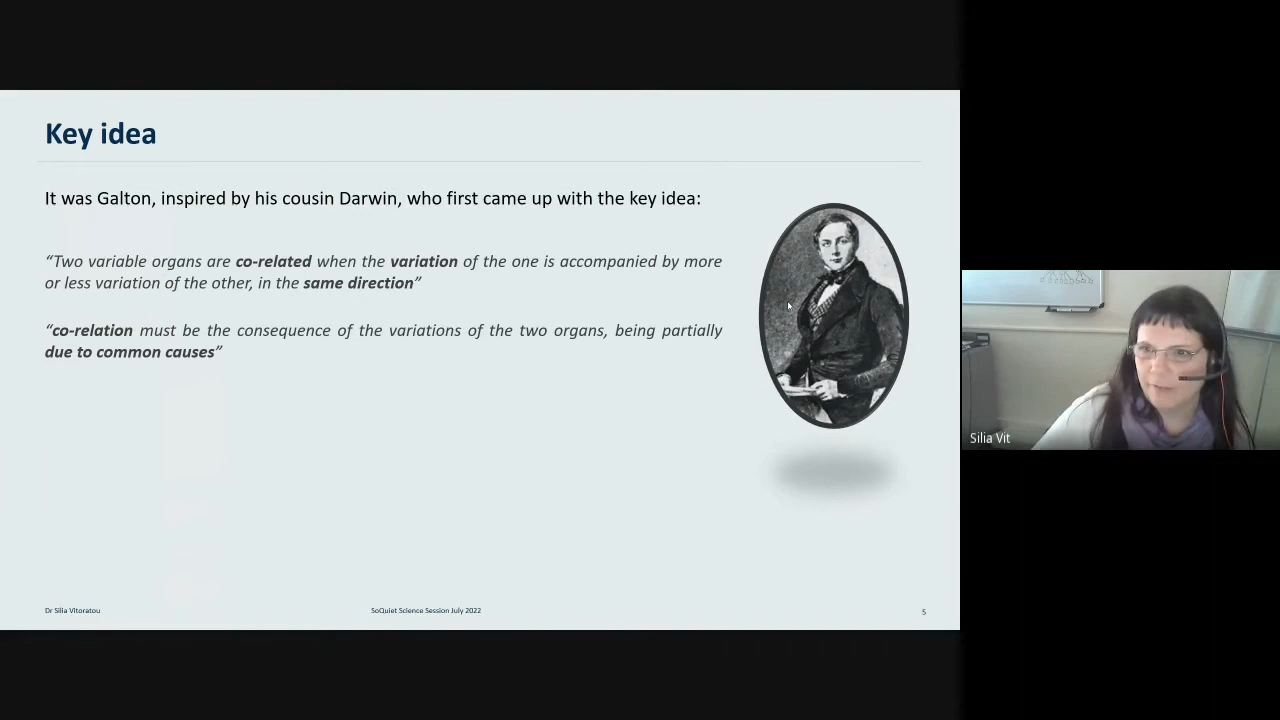 Key idea
It was Galton, inspired by his cousin Darwin, who first came up with the key idea:
“Two variable organs are co-related when the variation of the one is accompanied by more
or less variation of the other, in the same direction”
“co-relation must be the consequence of the variations of the two organs, being partially
due to common causes”
Dr Silia Vitoratou
SoQuiet Science Session July 2022
5
Silia Vit